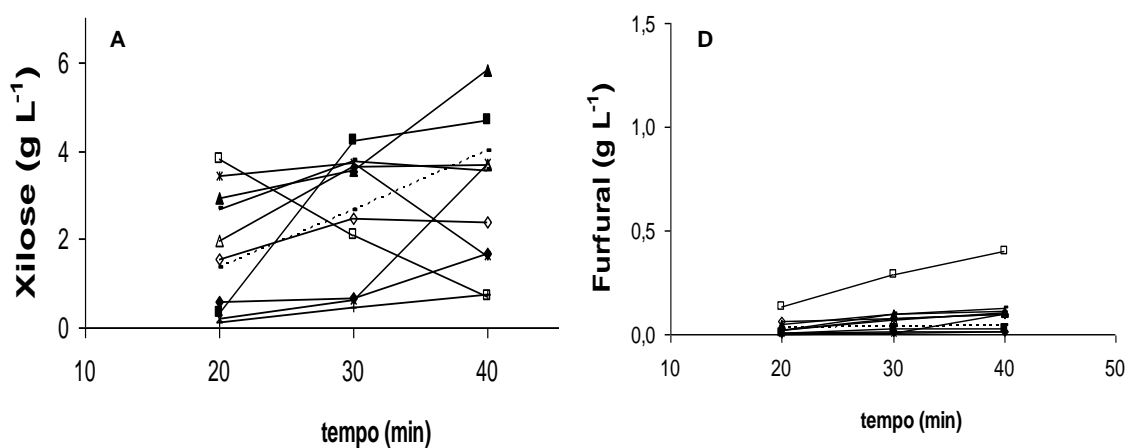 A
Xilose (g L⁻¹)
6
4
2
0
10 20 30 40
tempo (min)
D
Furfural (g L⁻¹)
1,5
1,0
0,5
0,0
10 20 30 40 50
tempo (min)